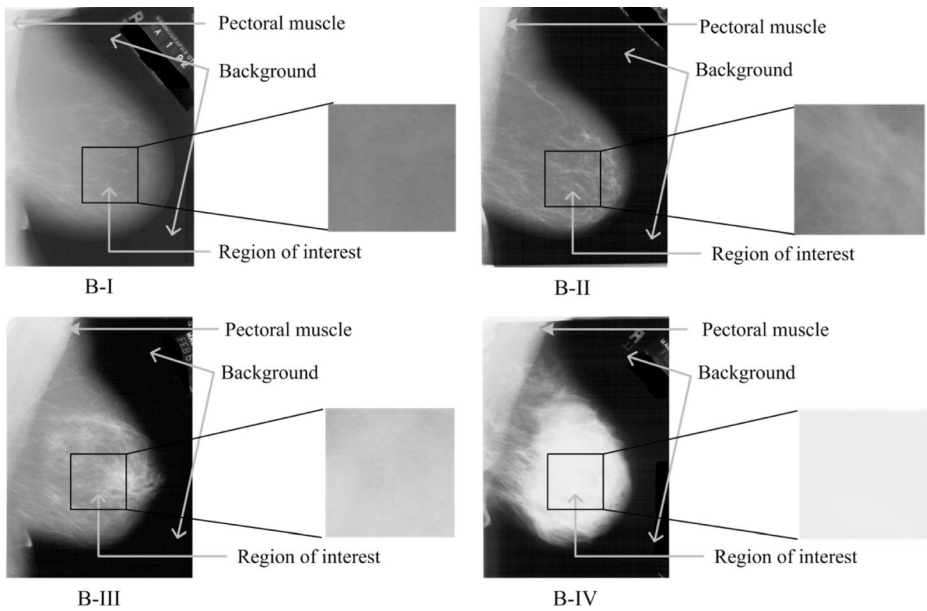 Pectoral muscle
Background
Region of interest
B-I
Pectoral muscle
Background
Region of interest
B-II
Pectoral muscle
Background
Region of interest
B-III
Pectoral muscle
Background
Region of interest
B-IV